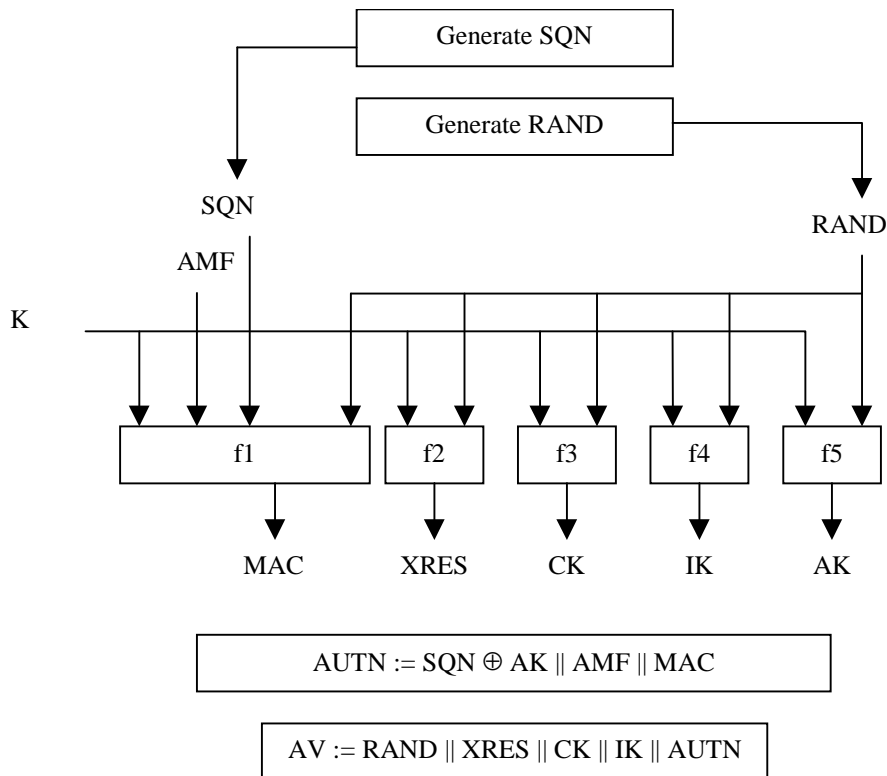 Generate SQN
Generate RAND
SQN
RAND
AMF
K
f1
f2
f3
f4
f5
MAC
XRES
CK
IK
AK
AUTN := SQN ⊕ AK || AMF || MAC
AV := RAND || XRES || CK || IK || AUTN